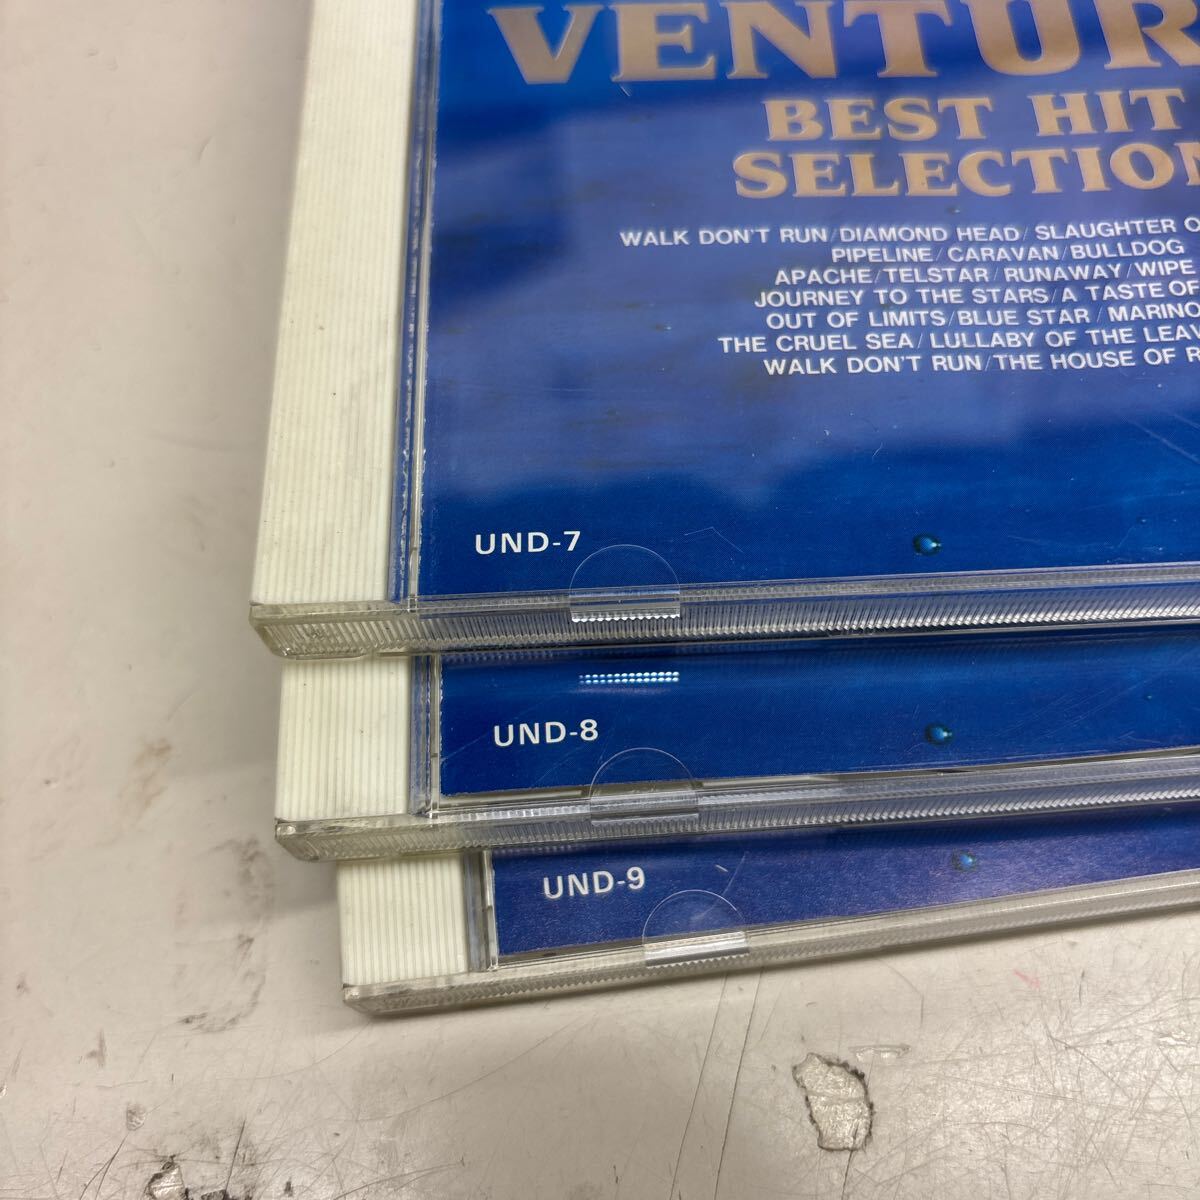 VENTUR
BEST HIT
SELECTION
WALK DON'T RUN/DIAMOND HEAD/SLAUGHTER O
PIPELINE/CARAVAN/BULLDOG
APACHE/TELSTAR/RUNAWAY/WIPE
JOURNEY TO THE STARS/A TASTE OF
OUT OF LIMITS/BLUE STAR/MARINO
THE CRUEL SEA/LULLABY OF THE LEAV
WALK DON'T RUN/THE HOUSE OF R
UND-7
UND-8
UND-9